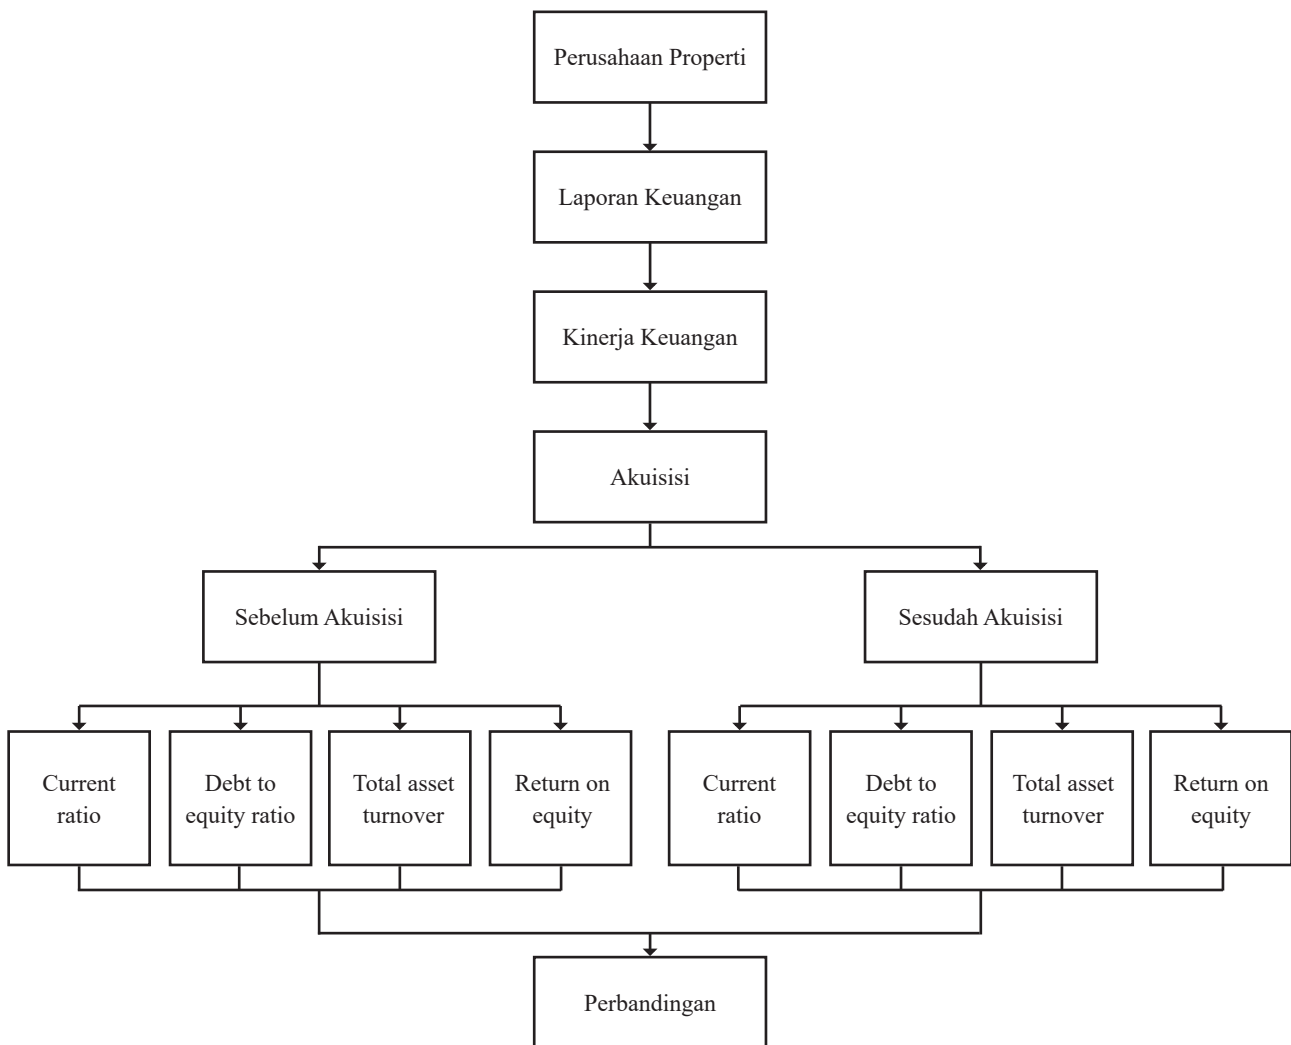 Perusahaan Properti
Laporan Keuangan
Kinerja Keuangan
Akuisisi
Sebelum Akuisisi
Sesudah Akuisisi
Current
ratio
Debt to
equity ratio
Total asset
turnover
Return on
equity
Current
ratio
Debt to
equity ratio
Total asset
turnover
Return on
equity
Perbandingan